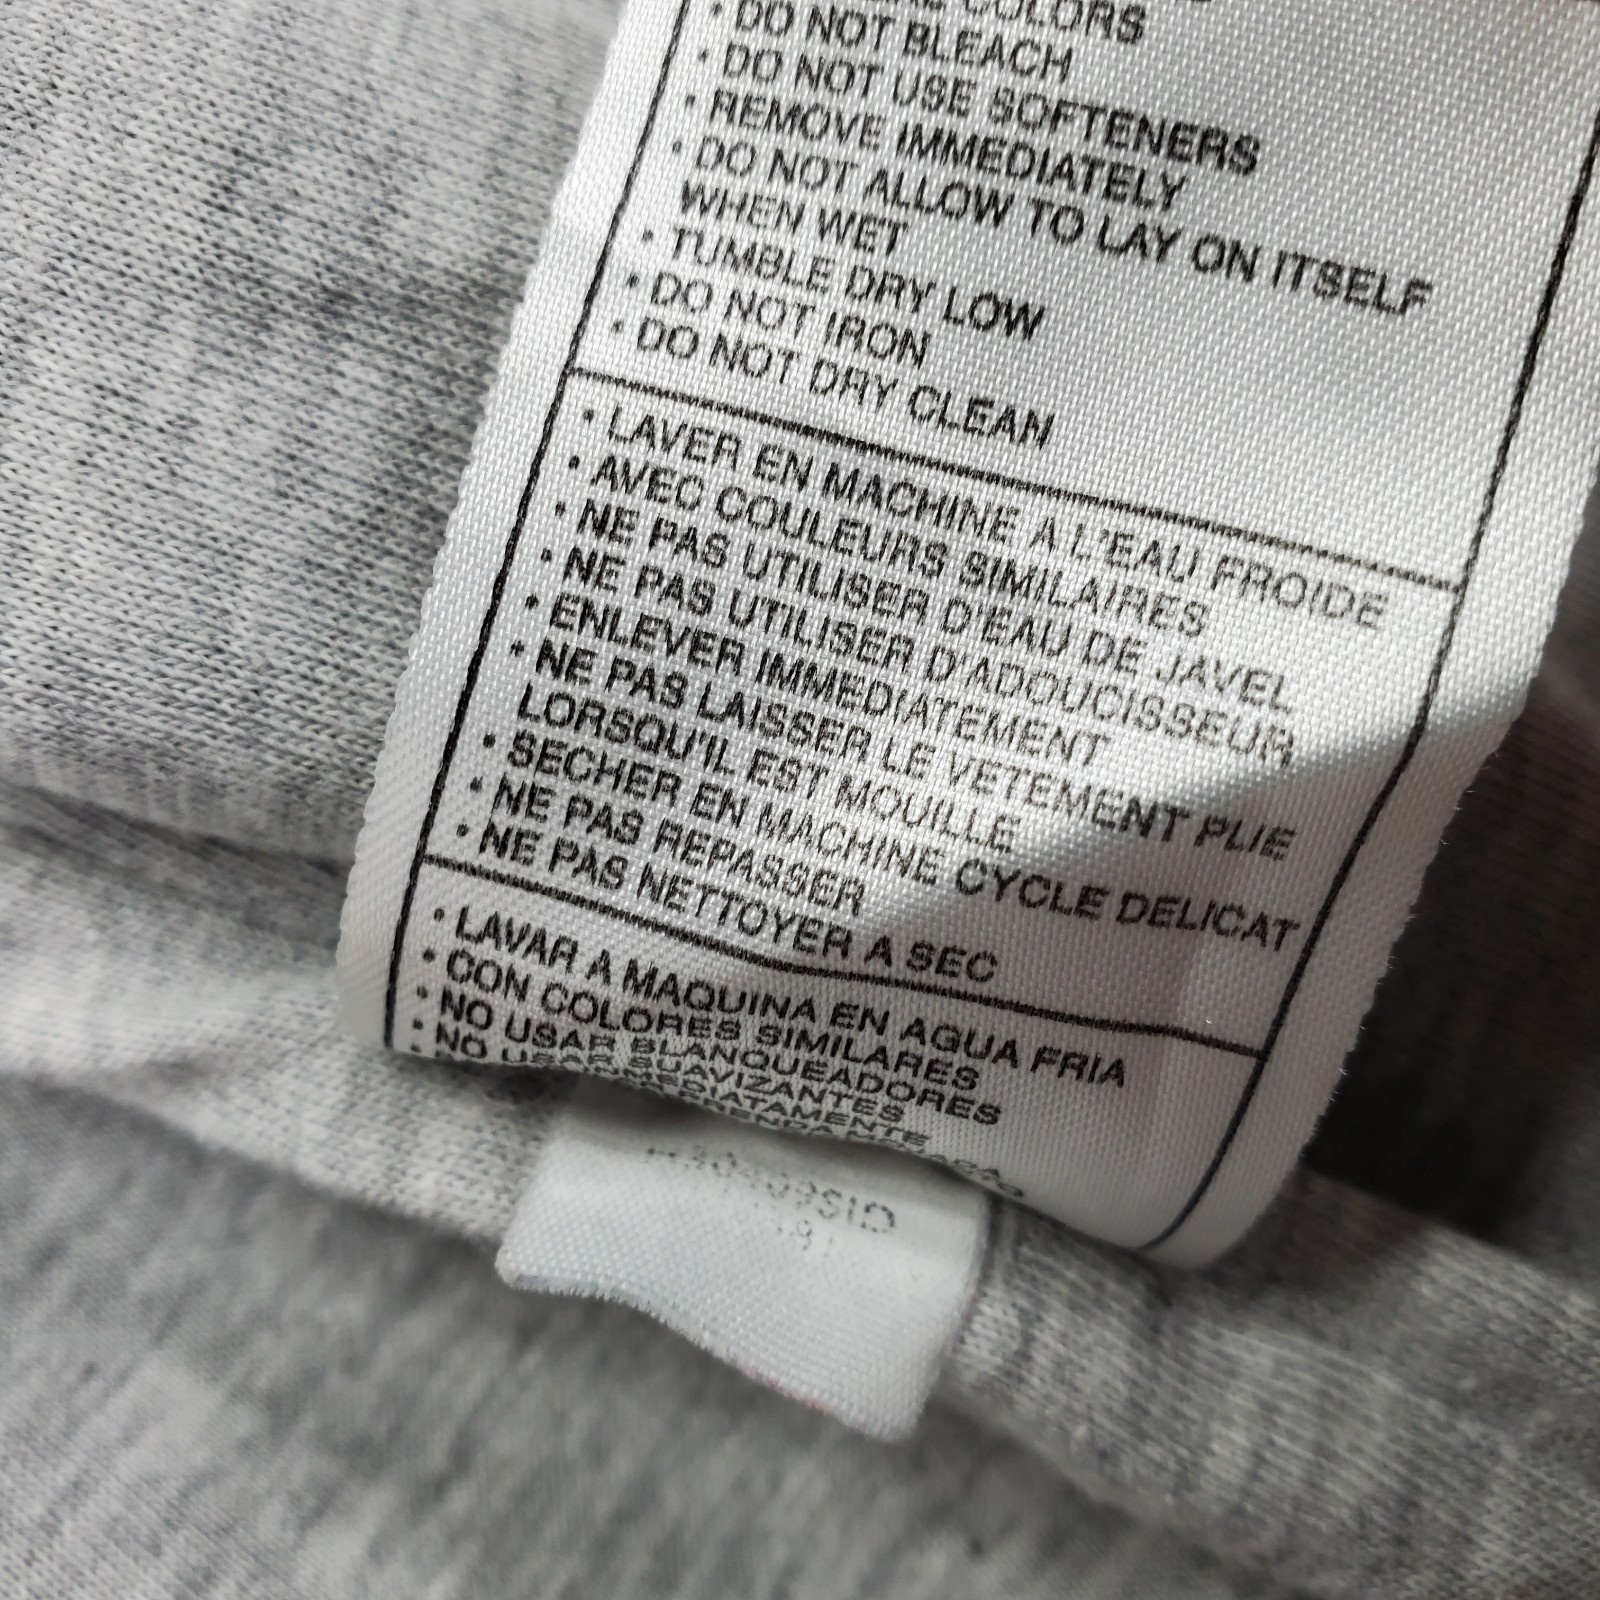 COLORS
• DO NOT BLEACH
• DO NOT USE SOFTENERS
• REMOVE IMMEDIATELY
• DO NOT ALLOW TO LAY ON ITSELF
WHEN WET
• TUMBLE DRY LOW
• DO NOT IRON
• DO NOT DRY CLEAN
• LAVER EN MACHINE A L'EAU FROIDE
• AVEC COULEURS SIMILAIRES
• NE PAS UTILISER D'EAU DE JAVEL
• NE PAS UTILISER D'ADOUCISSEUR
• ENLEVER IMMEDIATEMENT
• NE PAS LAISSER LE VETEMENT PLIE
LORSQU'IL EST MOUILLE
• SECHER EN MACHINE CYCLE DELICAT
• NE PAS REPASSER
• NE PAS NETTOYER A SEC
• LAVAR A MAQUINA EN AGUA FRIA
• CON COLORES SIMILARES
• NO USAR BLANQUEADORES
• NO USAR SUAVIZANTES